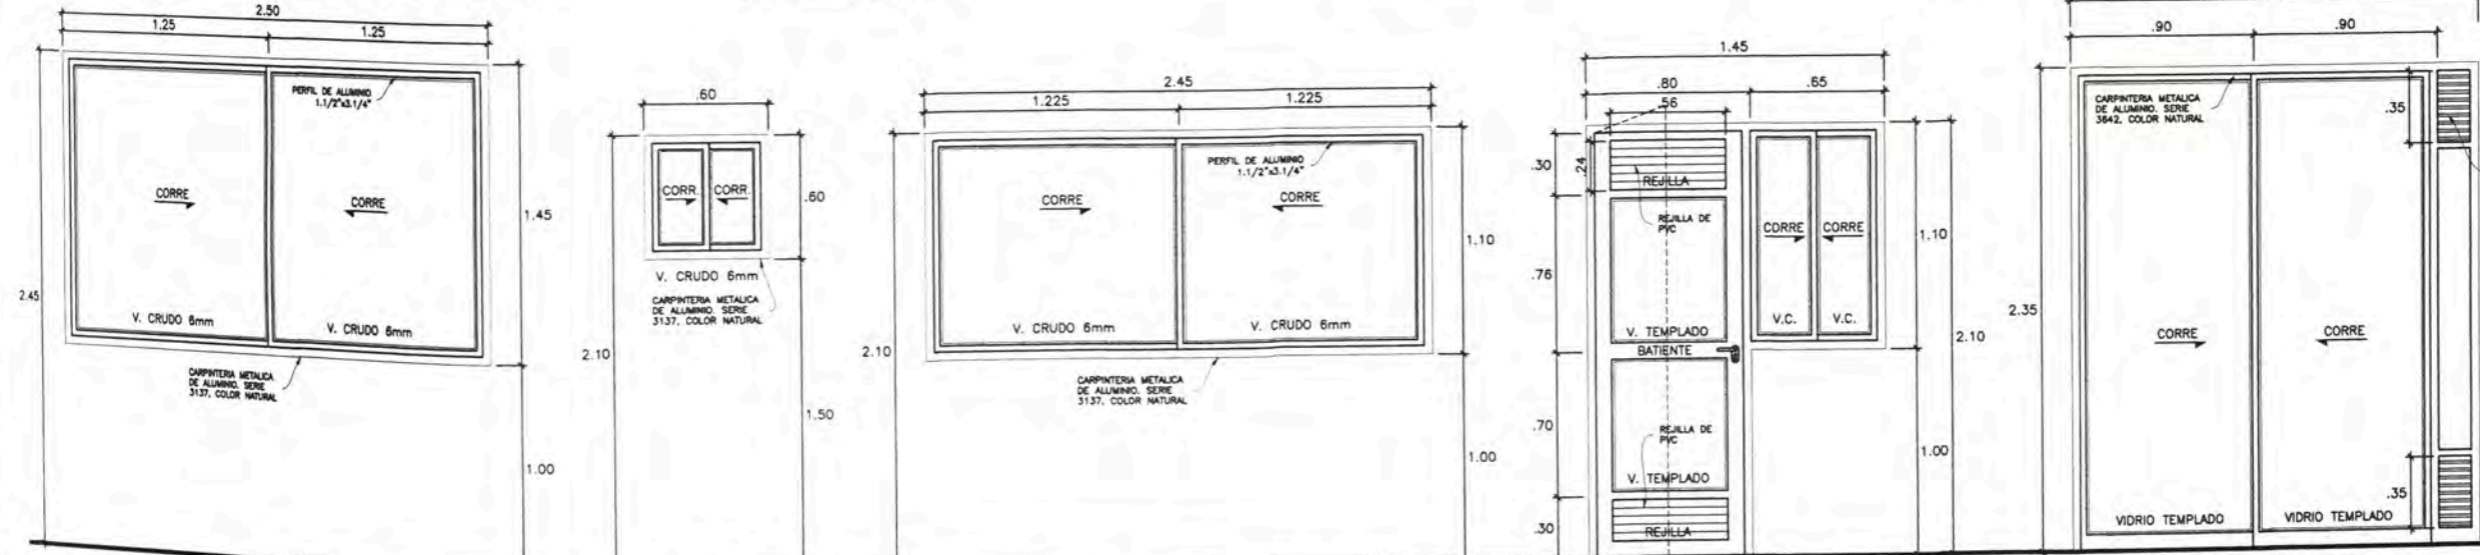 2.50
1.25
1.25
PERFIL DE ALUMINIO
1.1/2"x3.1/4"
CORRE
CORRE
1.45
2.45
V. CRUDO 6mm
V. CRUDO 6mm
CARPINTERIA METALICA
DE ALUMINIO. SERIE
3137. COLOR NATURAL
1.00
.60
CORR.
CORR.
.60
V. CRUDO 6mm
CARPINTERIA METALICA
DE ALUMINIO. SERIE
3137. COLOR NATURAL
2.10
1.50
2.45
1.225
1.225
PERFIL DE ALUMINIO
1.1/2"x3.1/4"
CORRE
CORRE
1.10
V. CRUDO 6mm
V. CRUDO 6mm
2.10
CARPINTERIA METALICA
DE ALUMINIO. SERIE
3137. COLOR NATURAL
1.00
1.45
.80
.65
.56
.30
.24
REJILLA
REJILLA DE
PVC
CORRE
CORRE
1.10
.76
V.C.
V.C.
V. TEMPLADO
BATIENTE
2.10
.70
REJILLA DE
PVC
1.00
V. TEMPLADO
.30
REJILLA
.90
.90
CARPINTERIA METALICA
DE ALUMINIO. SERIE
3642. COLOR NATURAL
.35
2.35
CORRE
CORRE
.35
VIDRIO TEMPLADO
VIDRIO TEMPLADO